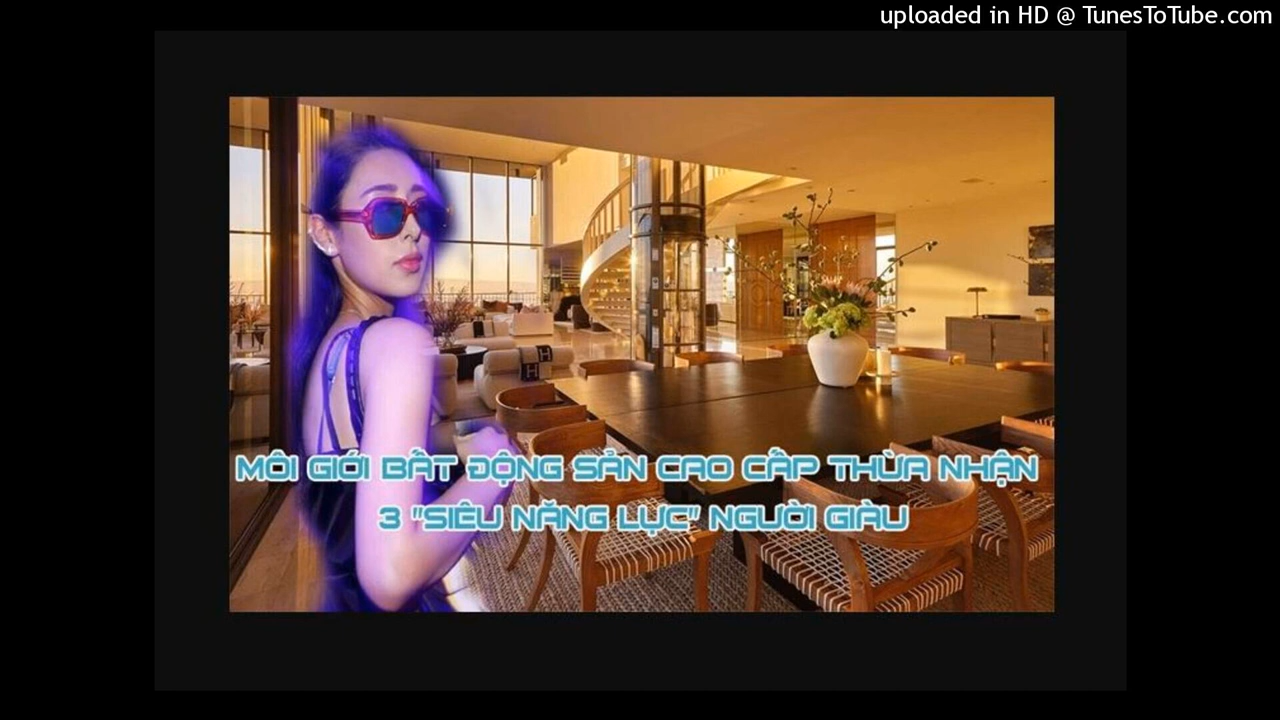 uploaded in HD @ TunesToTube.com
H
H
MÔI GIỚI BẤT ĐỘNG SẢN CAO CẤP THỪA NHẬN
3 "SIÊU NĂNG LỰC" NGƯỜI GIÀU